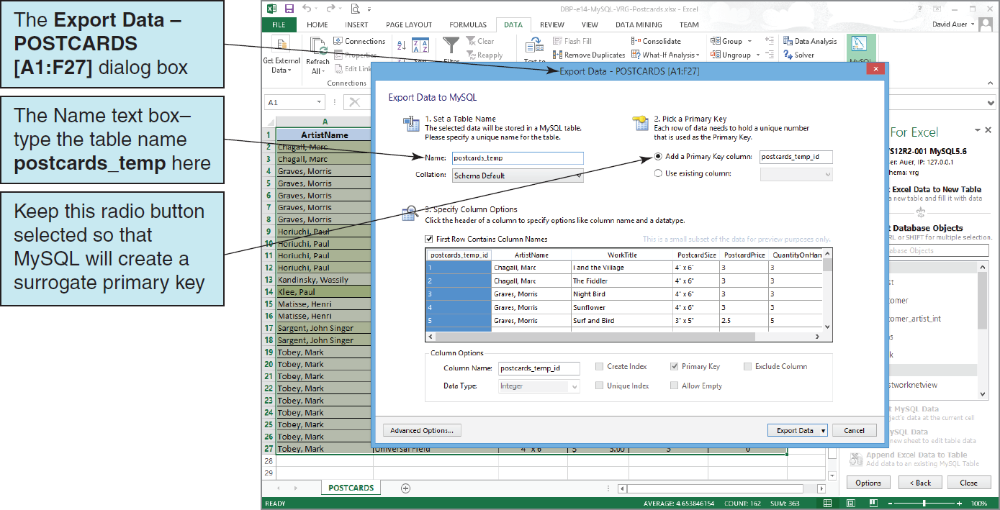 The Export Data –
POSTCARDS
[A1:F27] dialog box
The Name text box–
type the table name
postcards_temp here
Keep this radio button
selected so that
MySQL will create a
surrogate primary key
DBP-e14-MySQL-VRG-Postcards.xlsx - Excel
FILE HOME INSERT PAGE LAYOUT FORMULAS DATA REVIEW VIEW DATA MINING TEAM David Auer
Get External Data
Refresh All
Connections
Properties
Edit Link
Connections
Filter
Clear
Reapply
Flash Fill
Remove Duplicates
Consolidate
What-If Analysis
Group
Ungroup
Data Analysis
Solver
A1
A
1 ArtistName
2 Chagall, Marc
3 Chagall, Marc
4 Graves, Morris
5 Graves, Morris
6 Graves, Morris
7 Graves, Morris
8 Graves, Morris
9 Horiuchi, Paul
10 Horiuchi, Paul
11 Horiuchi, Paul
12 Horiuchi, Paul
13 Kandinsky, Wassily
14 Klee, Paul
15 Matisse, Henri
16 Matisse, Henri
17 Sargent, John Singer
18 Sargent, John Singer
19 Tobey, Mark
20 Tobey, Mark
21 Tobey, Mark
22 Tobey, Mark
23 Tobey, Mark
24 Tobey, Mark
25 Tobey, Mark
26 Tobey, Mark
27 Tobey, Mark Universal Field 4" x 6" $ 3.00
28
29
Export Data - POSTCARDS [A1:F27]
Export Data to MySQL
1. Set a Table Name
The selected data will be stored in a MySQL table.
Please specify a unique name for the table.
Name: postcards_temp
Collation: Schema Default
2. Pick a Primary Key
Each row of data needs to hold a unique number
that is used as the Primary Key.
Add a Primary Key column: postcards_temp_id
Use existing column:
3. Specify Column Options
Click the header of a column to specify options like column name and a datatype.
First Row Contains Column Names
This is a small subset of the data for preview purposes only.
postcards_temp_id ArtistName WorkTitle PostcardSize PostcardPrice QuantityOnHan
1 Chagall, Marc I and the Village 4" x 6" 3 3
2 Chagall, Marc The Fiddler 4" x 6" 3 3
3 Graves, Morris Night Bird 4" x 6" 3 3
4 Graves, Morris Sunflower 4" x 6" 3 3
5 Graves, Morris Surf and Bird 3" x 5" 2.5 5
Column Options
Column Name: postcards_temp_id Create Index Primary Key Exclude Column
Data Type: Integer Unique Index Allow Empty
Advanced Options... Export Data Cancel
For Excel
'S12R2-001 MySQL5.6
er: Auer, IP: 127.0.0.1
hema: vrg
t Excel Data to New Table
a new table and fill it with data
t Database Objects
RL or SHIFT for multiple selection.
abase Objects
st
omer
omer_artist_int
ns
k
stworknetview
t MySQL Data
ject's data at the current cell
ySQL Data
new sheet to edit table data
Append Excel Data to Table
Add data to an existing MySQL Table
Options < Back Close
POSTCARDS
READY AVERAGE: 4.653846154 COUNT: 162 SUM: 363 100%